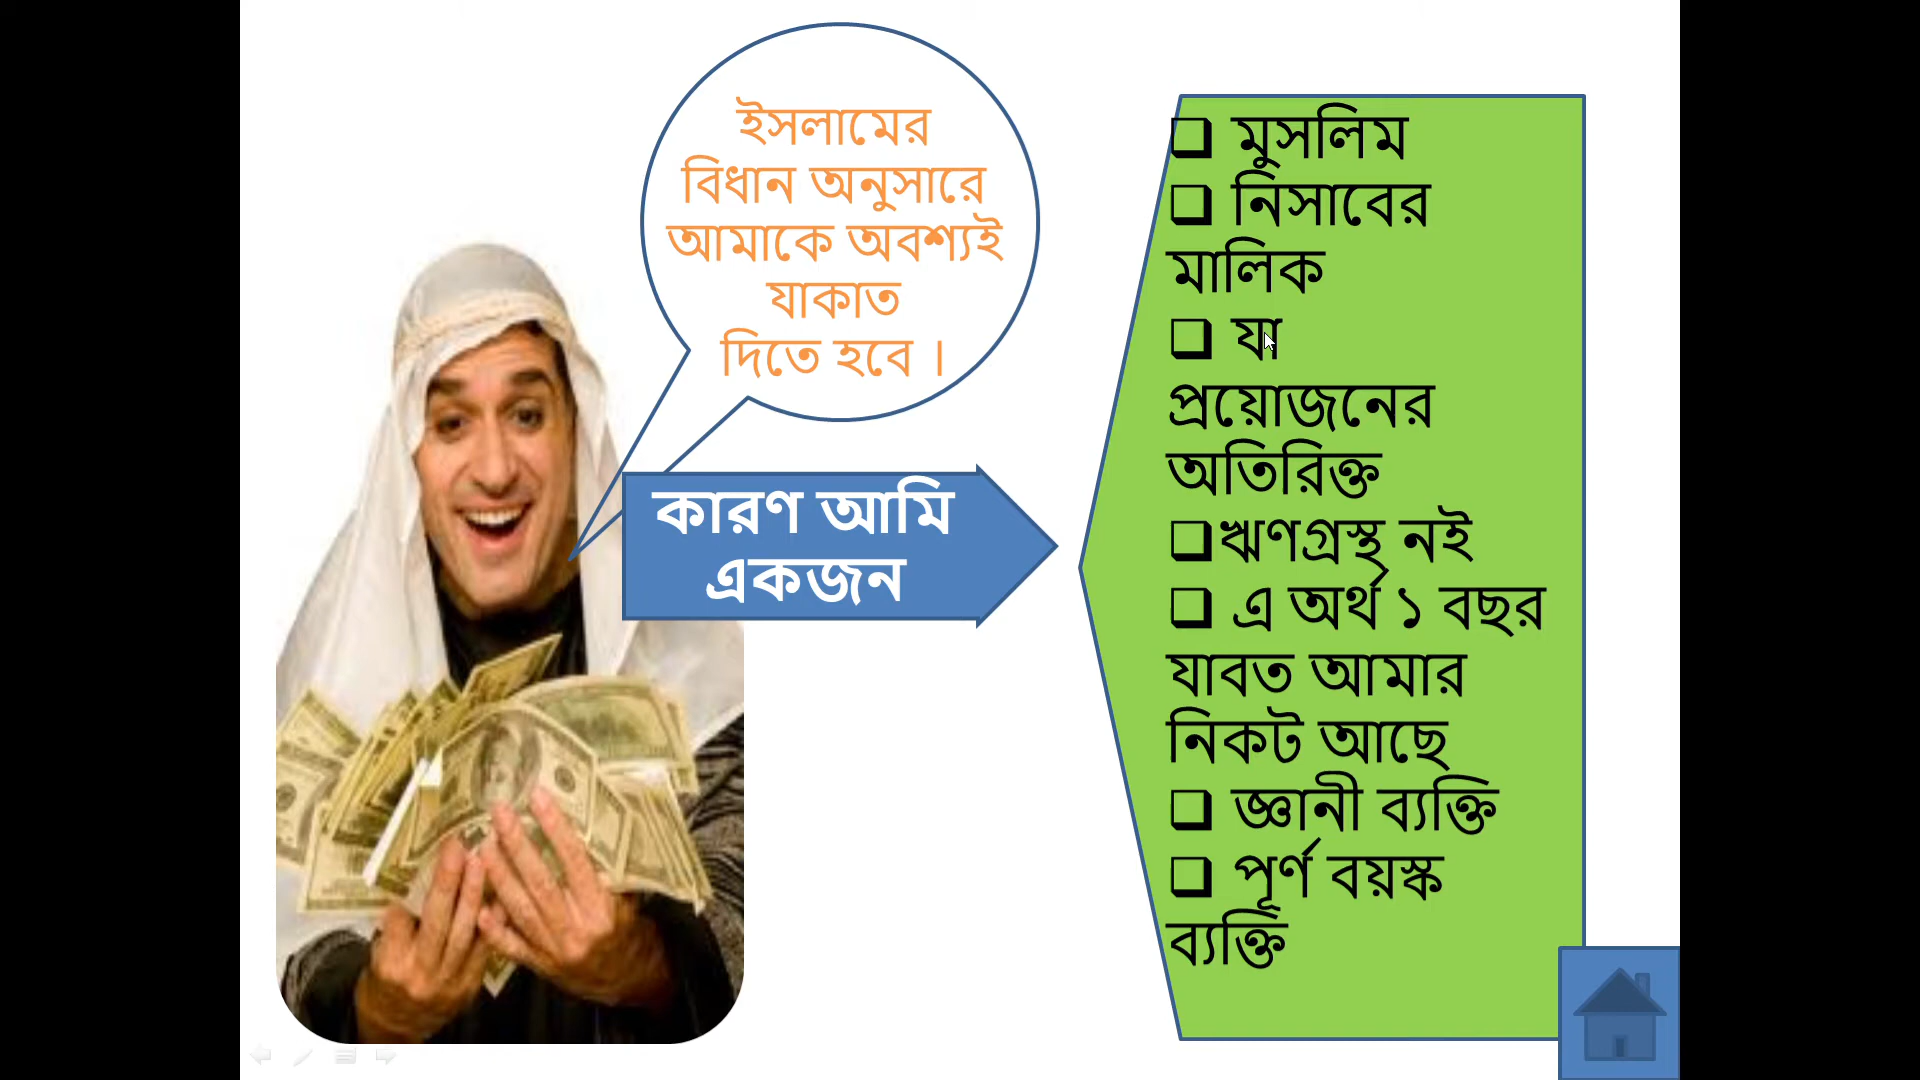 ইসলামের
বিধান অনুসারে
আমাকে অবশ্যই
যাকাত
দিতে হবে ।
কারণ আমি
একজন
❑ মুসলিম
❑ নিসাবের
মালিক
❑ যা
প্রয়োজনের
অতিরিক্ত
❑ঋণগ্রস্থ নই
❑ এ অর্থ ১ বছর
যাবত আমার
নিকট আছে
❑ জ্ঞানী ব্যক্তি
❑ পূর্ণ বয়স্ক
ব্যক্তি